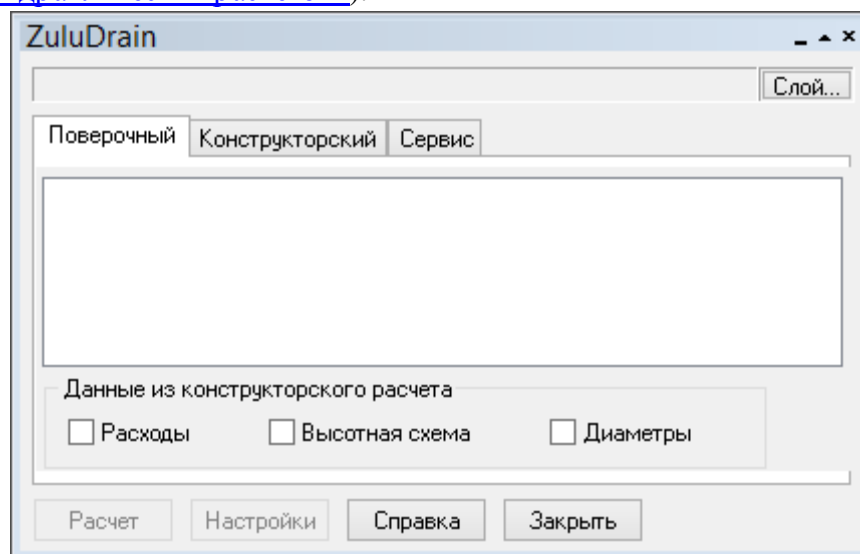 ZuluDrain
Слой...
Поверочный Конструкторский Сервис
Данные из конструкторского расчета
Расходы Высотная схема Диаметры
Расчет Настройки Справка Закрыть